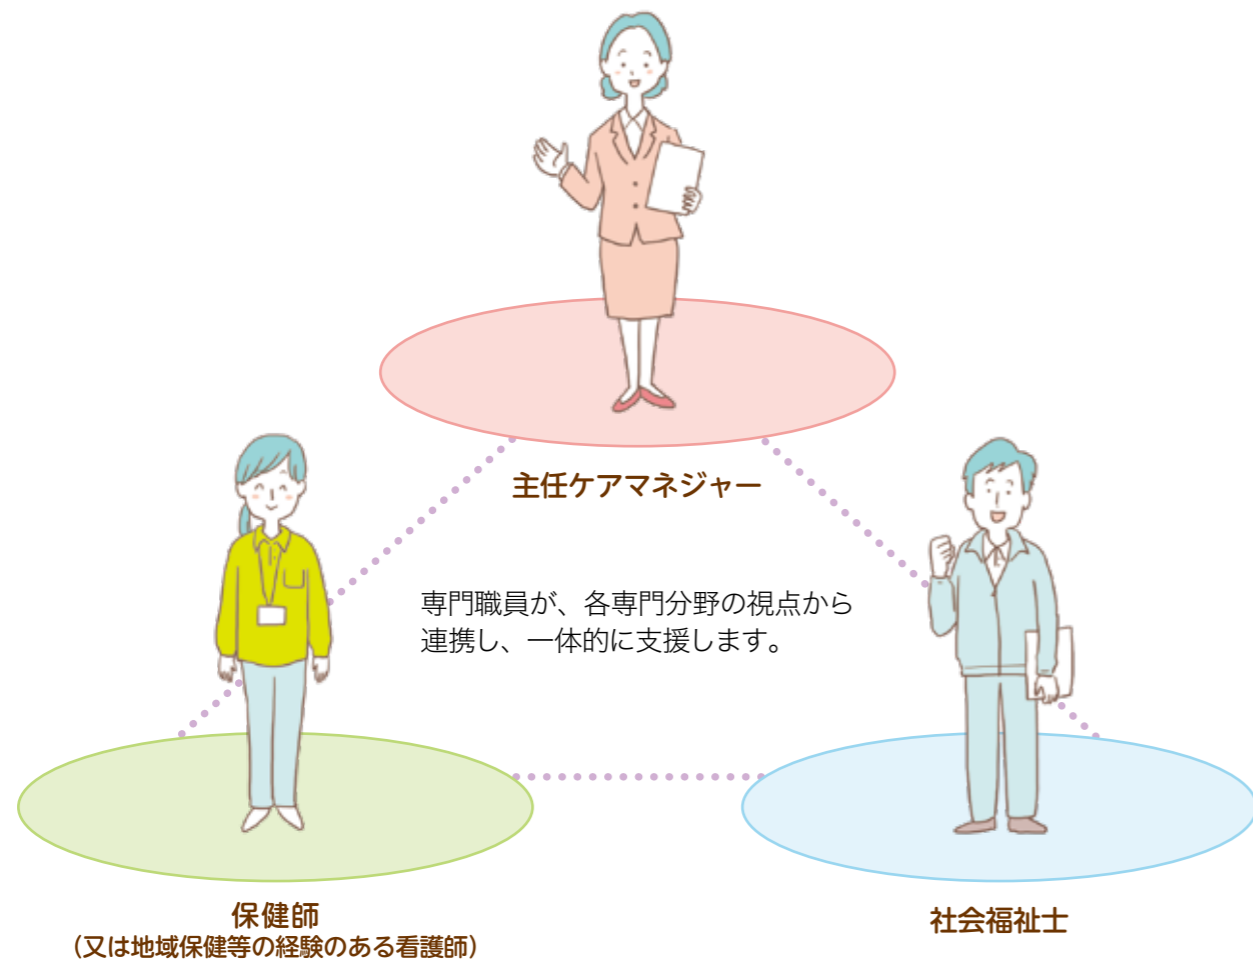 主任ケアマネジャー
専門職員が、各専門分野の視点から
連携し、一体的に支援します。
保健師
（又は地域保健等の経験のある看護師）
社会福祉士